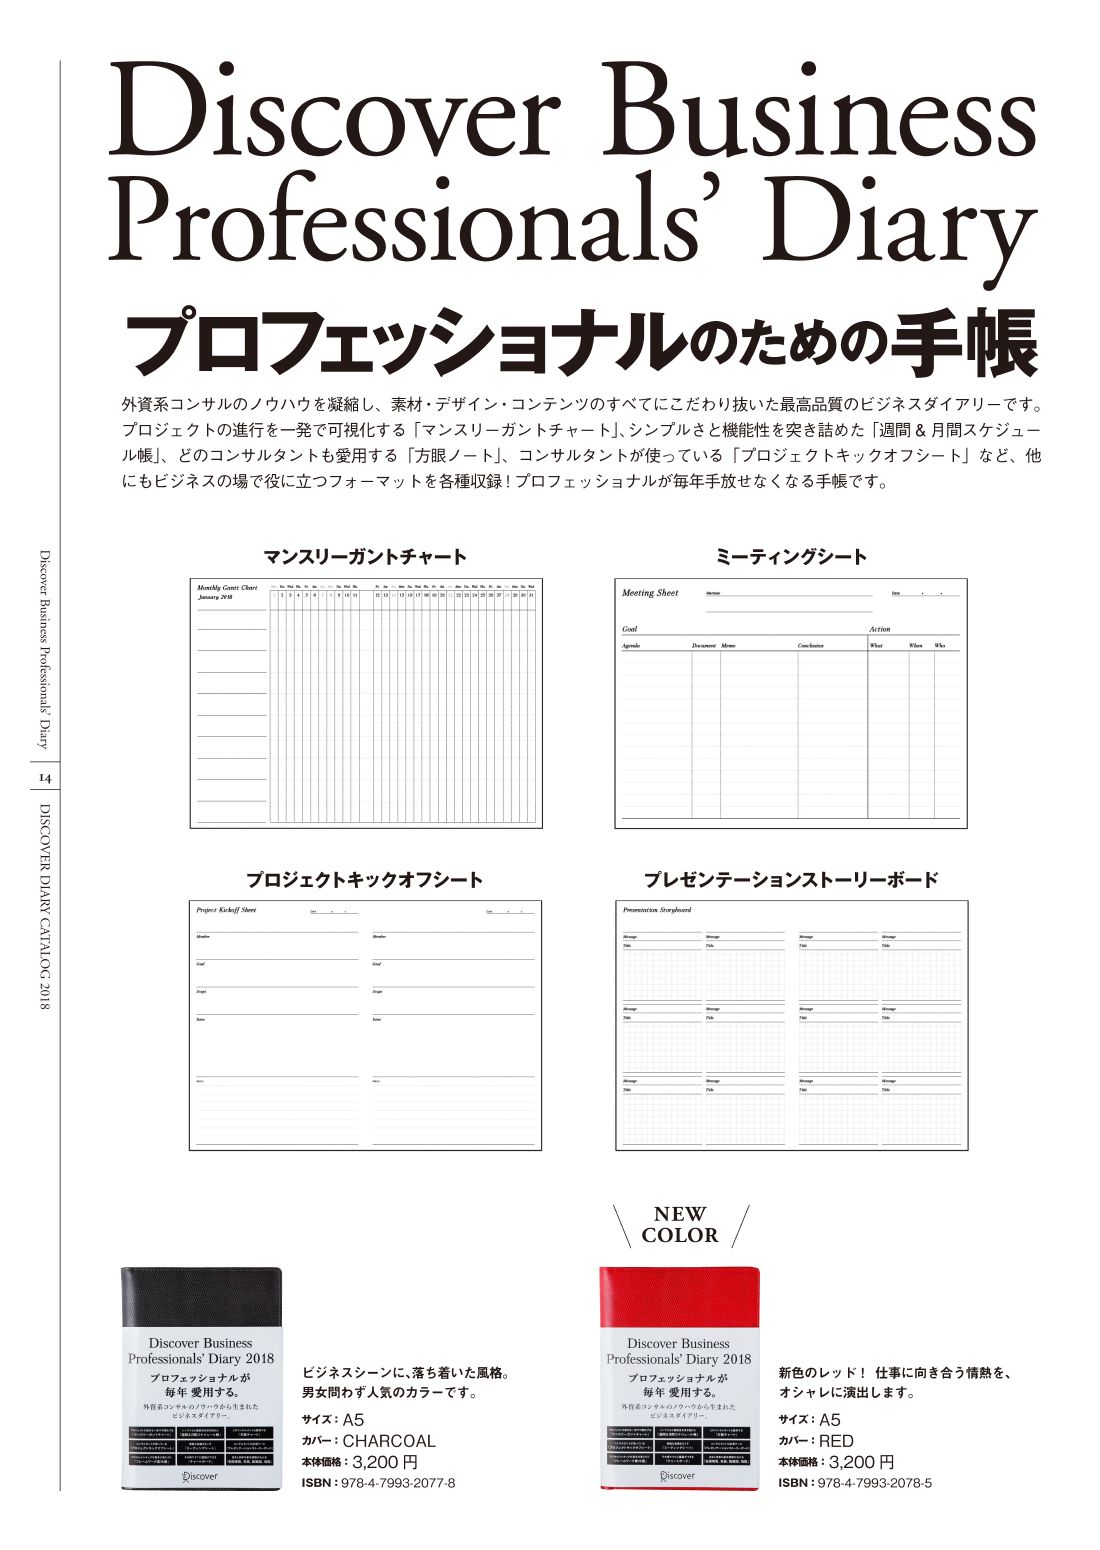 Discover Business
Professionals’ Diary
プロフェッショナルのための手帳
外資系コンサルのノウハウを凝縮し、素材・デザイン・コンテンツのすべてにこだわり抜いた最高品質のビジネスダイアリーです。
プロジェクトの進行を一発で可視化する「マンスリーガントチャート」、シンプルさと機能性を突き詰めた「週間 & 月間スケジュー
ル帳」、どのコンサルタントも愛用する「方眼ノート」、コンサルタントが使っている「プロジェクトキックオフシート」など、他
にもビジネスの場で役に立つフォーマットを各種収録！プロフェッショナルが毎年手放せなくなる手帳です。
Discover Business Professionals’ Diary
14
DISCOVER DIARY CATALOG 2018
マンスリーガントチャート
Monthly Gantt Chart
January 2018
1 2 3 4 5 6 7 8 9 10 11 12 13 14 15 16 17 18 19 20 21 22 23 24 25 26 27 28 29 30 31
ミーティングシート
Meeting Sheet Member Date
Goal Action
Agenda Document Memo Conclusion What When Who
プロジェクトキックオフシート
Project Kickoff Sheet Date Date
Member Member
Goal Goal
Scope Scope
Issue Issue
Notes Notes
プレゼンテーションストーリーボード
Presentation Storyboard
Message Message Message Message
Title Title Title Title
Message Message Message Message
Title Title Title Title
Message Message Message Message
Title Title Title Title
Discover Business
Professionals’ Diary 2018
プロフェッショナルが
毎年 愛用する。
外資系コンサルのノウハウから生まれた
ビジネスダイアリー。
Discover
ビジネスシーンに、落ち着いた風格。
男女問わず人気のカラーです。
サイズ：A5
カバー：CHARCOAL
本体価格：3,200 円
ISBN：978-4-7993-2077-8
NEW
COLOR
Discover Business
Professionals’ Diary 2018
プロフェッショナルが
毎年 愛用する。
外資系コンサルのノウハウから生まれた
ビジネスダイアリー。
Discover
新色のレッド！ 仕事に向き合う情熱を、
オシャレに演出します。
サイズ：A5
カバー：RED
本体価格：3,200 円
ISBN：978-4-7993-2078-5